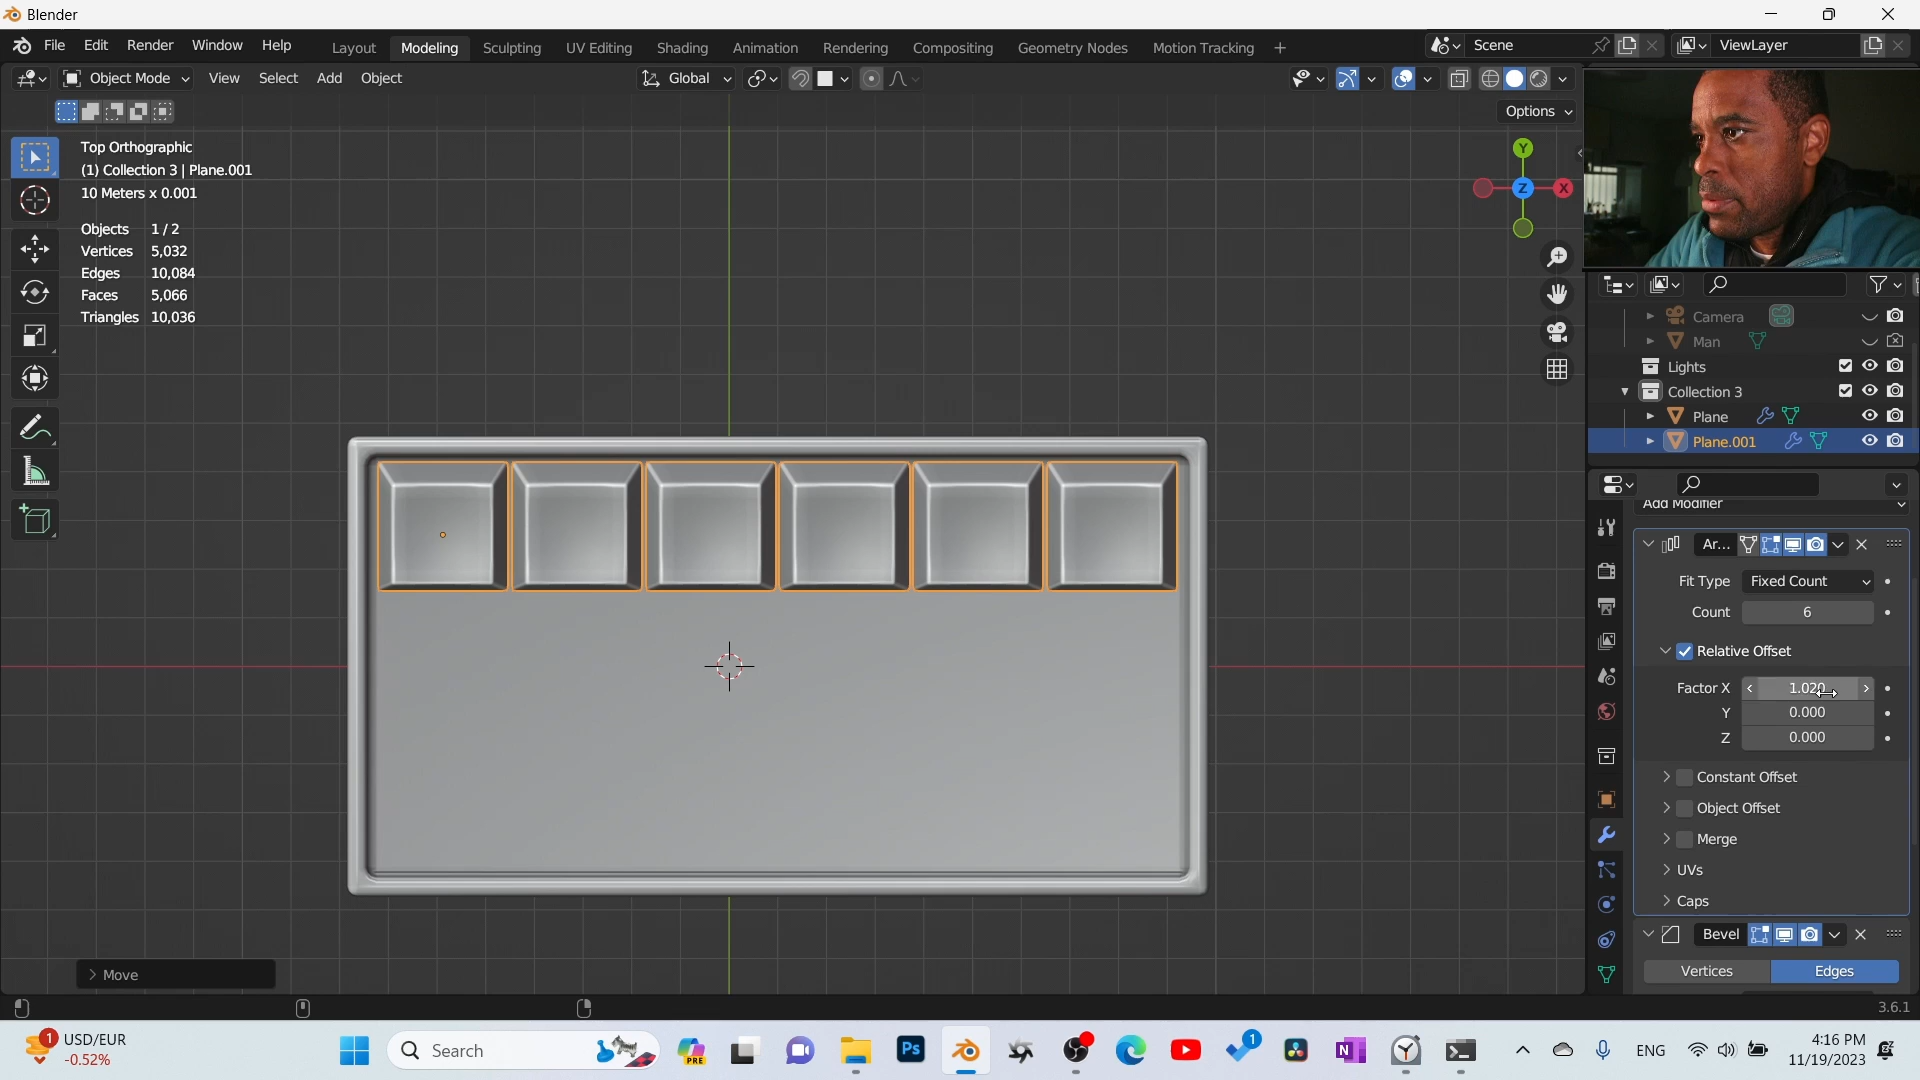 Blender
File Edit Render Window Help Layout Modeling Sculpting UV Editing Shading Animation Rendering Compositing Geometry Nodes Motion Tracking + Scene ViewLayer
Object Mode View Select Add Object Global
Options
Top Orthographic
(1) Collection 3 | Plane.001
10 Meters x 0.001
Objects 1/2
Vertices 5,032
Edges 10,084
Faces 5,066
Triangles 10,036
Y
Z X
Camera
Man
Lights
Collection 3
Plane
Plane.001
Add Modifier
Ar...
Fit Type Fixed Count
Count 6
Relative Offset
Factor X 1.020
Y 0.000
Z 0.000
Constant Offset
Object Offset
Merge
UVs
Caps
Bevel
Vertices Edges
> Move
3.6.1
1 USD/EUR
-0.52%
Search
PRE
Ps
1
N
ENG
4:16 PM
11/19/2023